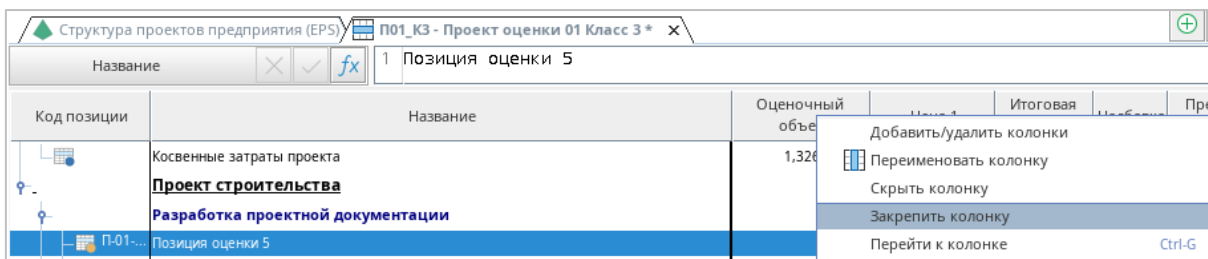 Структура проектов предприятия (EPS)
П01_К3 - Проект оценки 01 Класс 3 *
Название
fx
1
Позиция оценки 5
Код позиции
Название
Оценочный
Итоговая
Добавить/удалить колонки
Переименовать колонку
Скрыть колонку
Закрепить колонку
Перейти к колонке Ctrl-G
Косвенные затраты проекта
1,326
Проект строительства
Разработка проектной документации
П-01-... Позиция оценки 5